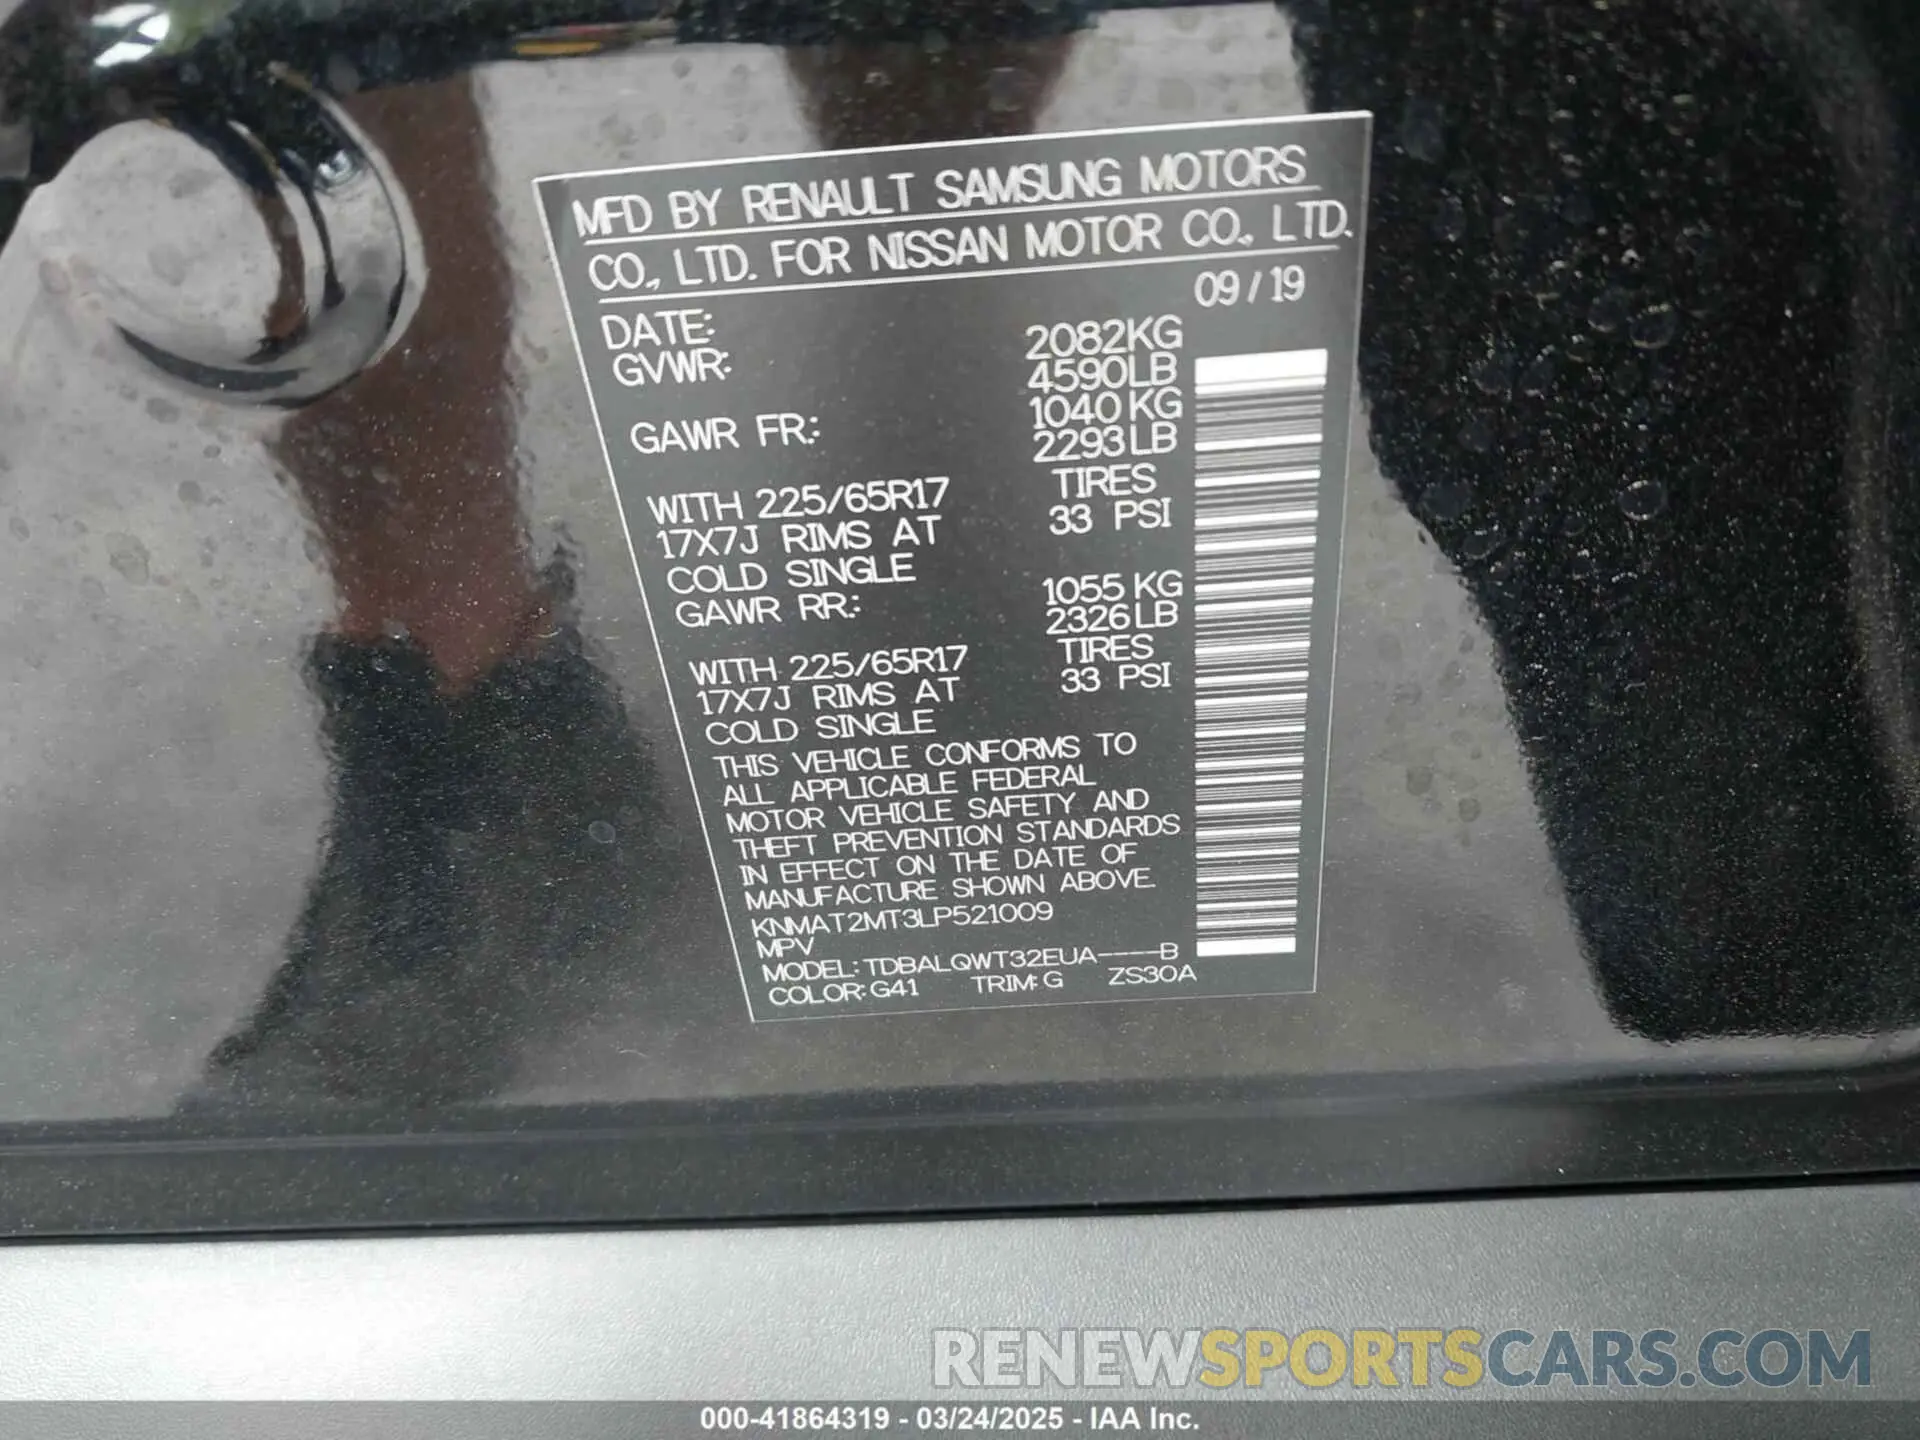 MFD BY RENAULT SAMSUNG MOTORS
CO., LTD. FOR NISSAN MOTOR CO., LTD.
DATE: 09/19
GVWR: 2082KG
4590LB
GAWR FR.: 1040KG
2293LB
WITH 225/65R17 TIRES
17X7J RIMS AT 33 PSI
COLD SINGLE
GAWR RR.: 1055KG
2326LB
WITH 225/65R17 TIRES
17X7J RIMS AT 33 PSI
COLD SINGLE
THIS VEHICLE CONFORMS TO
ALL APPLICABLE FEDERAL
MOTOR VEHICLE SAFETY AND
THEFT PREVENTION STANDARDS
IN EFFECT ON THE DATE OF
MANUFACTURE SHOWN ABOVE.
KNMAT2MT3LP521009
MPV
MODEL: TDBALQWT32EUA----B
COLOR: G41 TRIM: G ZS30A
RENEWSPORTSCARS.COM
000-41864319 - 03/24/2025 - IAA Inc.